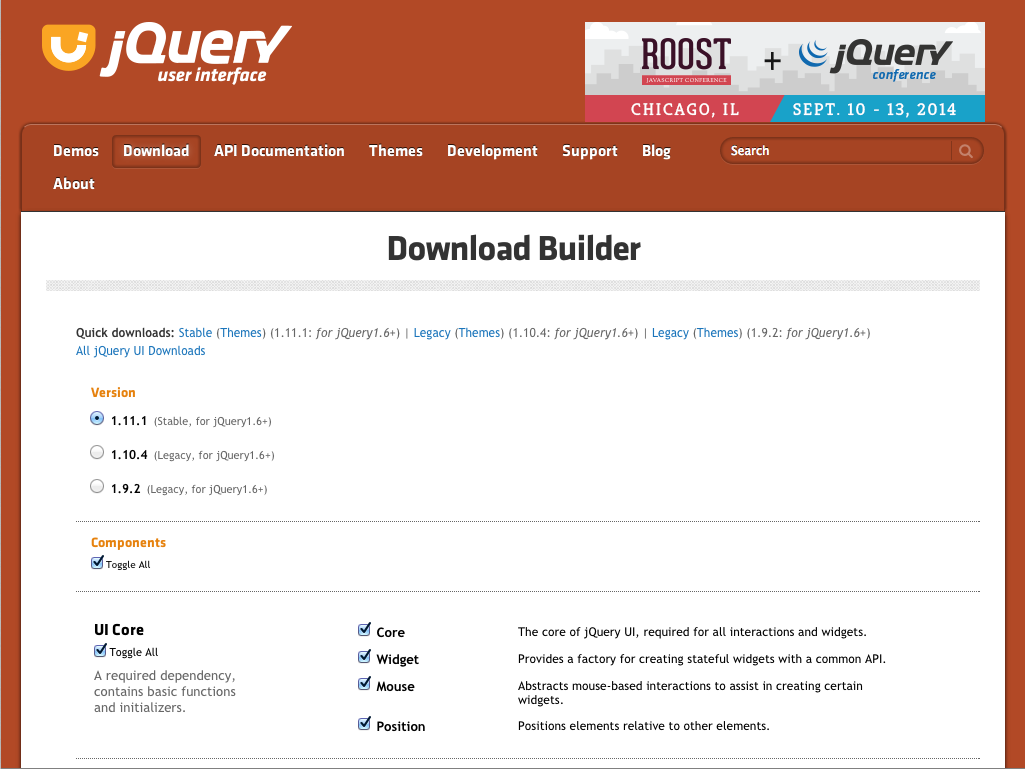 jQuery
user interface
ROOST
JAVASCRIPT CONFERENCE
+
jQuery
conference
CHICAGO, IL
SEPT. 10 - 13, 2014
Demos Download API Documentation Themes Development Support Blog Search
About
Download Builder
Quick downloads: Stable (Themes) (1.11.1: for jQuery1.6+) | Legacy (Themes) (1.10.4: for jQuery1.6+) | Legacy (Themes) (1.9.2: for jQuery1.6+)
All jQuery UI Downloads
Version
1.11.1 (Stable, for jQuery1.6+)
1.10.4 (Legacy, for jQuery1.6+)
1.9.2 (Legacy, for jQuery1.6+)
Components
Toggle All
UI Core
Toggle All
A required dependency,
contains basic functions
and initializers.
Core The core of jQuery UI, required for all interactions and widgets.
Widget Provides a factory for creating stateful widgets with a common API.
Mouse Abstracts mouse-based interactions to assist in creating certain
widgets.
Position Positions elements relative to other elements.